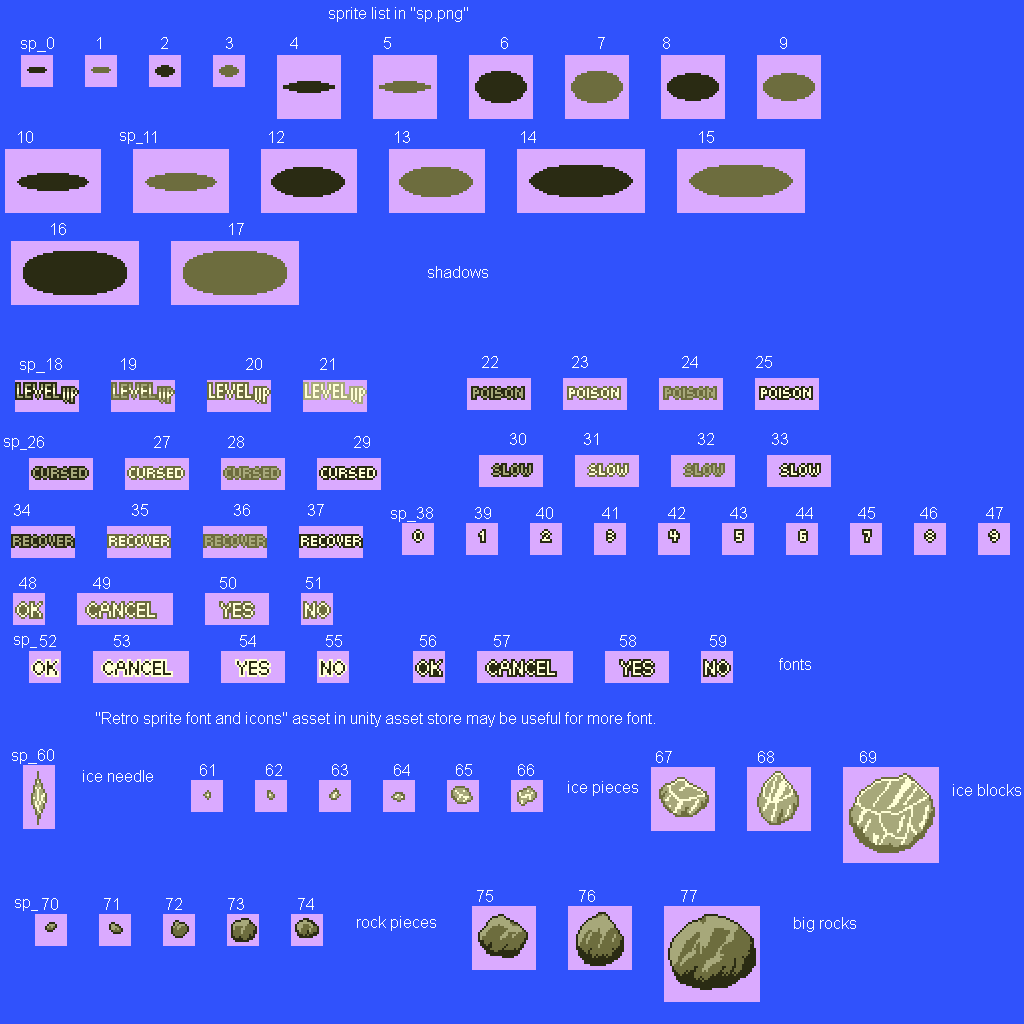 sprite list in "sp.png"
sp_0 1 2 3 4 5 6 7 8 9
10 sp_11 12 13 14 15
16 17
shadows
sp_18 19 20 21 22 23 24 25
LEVEL UP LEVEL UP LEVEL UP LEVEL UP POISON POISON POISON POISON
sp_26 27 28 29 30 31 32 33
CURSED CURSED CURSED CURSED SLOW SLOW SLOW SLOW
34 35 36 37 sp_38 39 40 41 42 43 44 45 46 47
RECOVER RECOVER RECOVER RECOVER 0 1 2 3 4 5 6 7 8 9
48 49 50 51
OK CANCEL YES NO
sp_52 53 54 55 56 57 58 59
OK CANCEL YES NO OK CANCEL YES NO fonts
"Retro sprite font and icons" asset in unity asset store may be useful for more font.
sp_60 ice needle 61 62 63 64 65 66 ice pieces 67 68 69 ice blocks
sp_70 71 72 73 74 rock pieces 75 76 77 big rocks